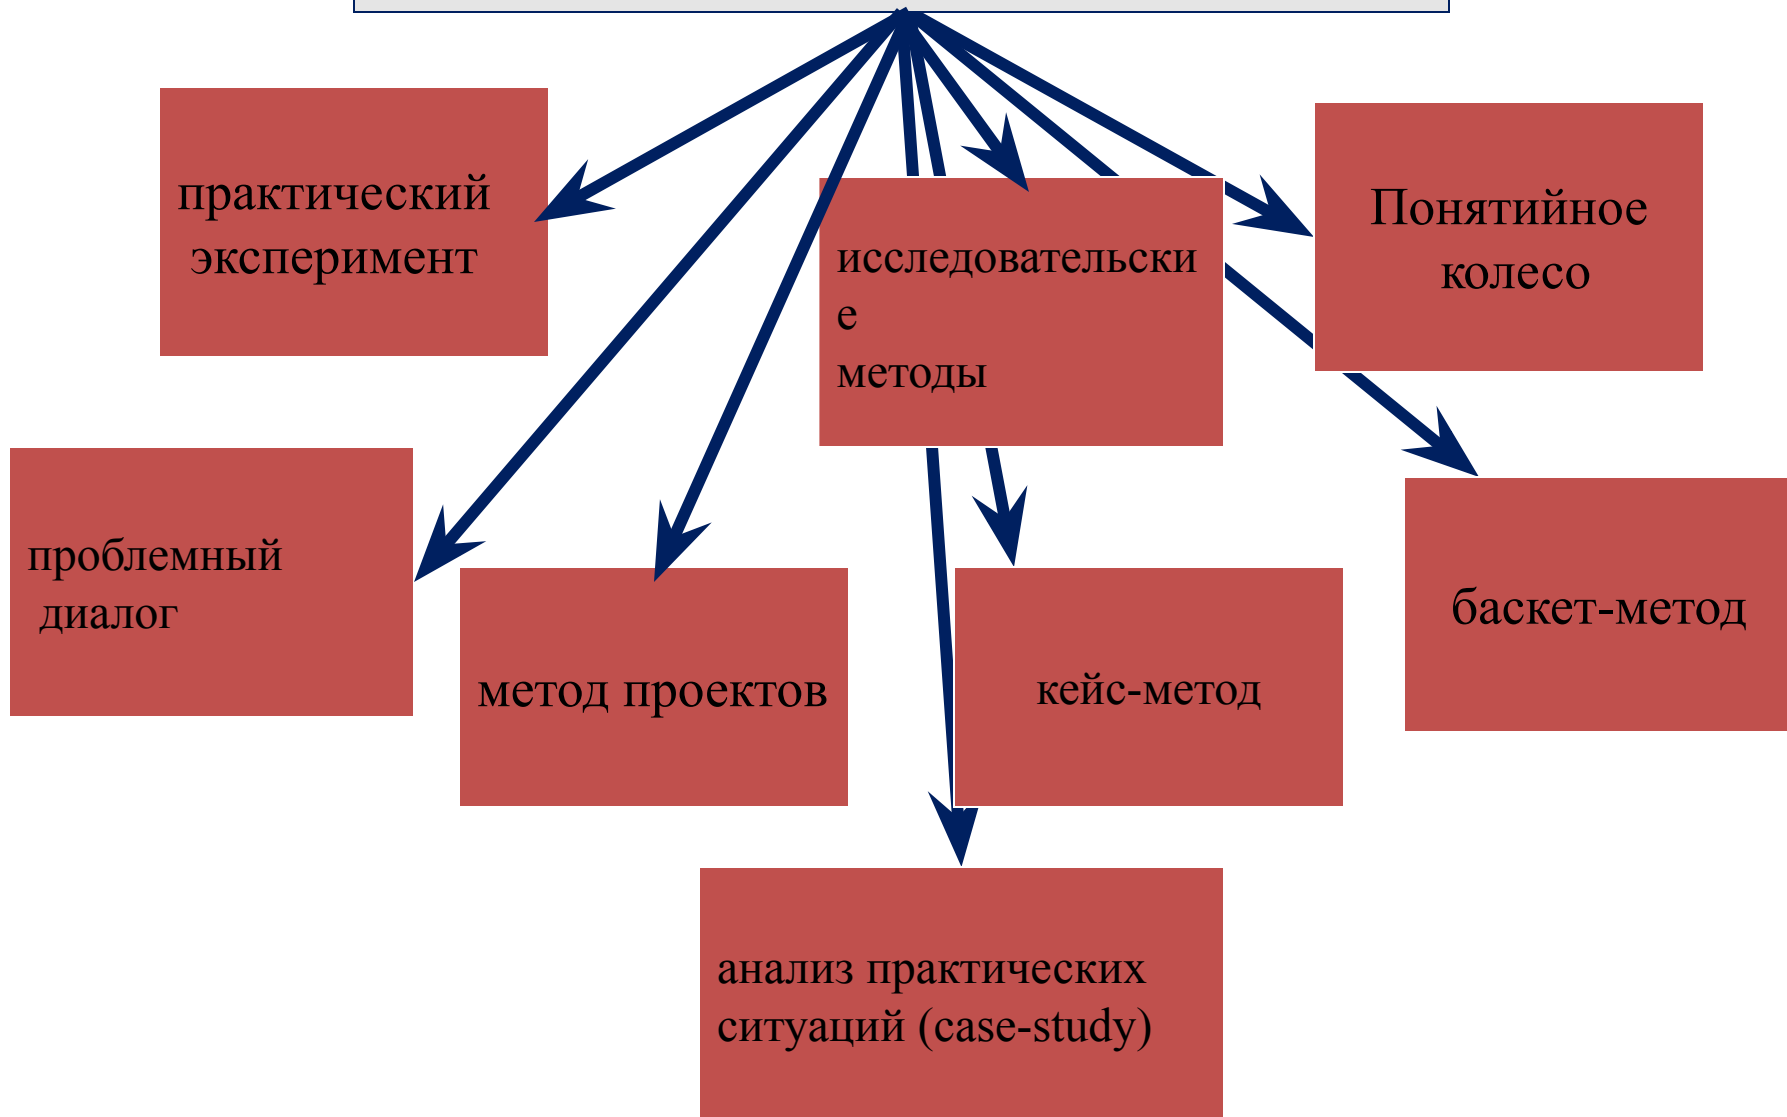 практический
эксперимент
исследовательски
е
методы
Понятийное
колесо
проблемный
диалог
метод проектов
кейс-метод
баскет-метод
анализ практических
ситуаций (case-study)